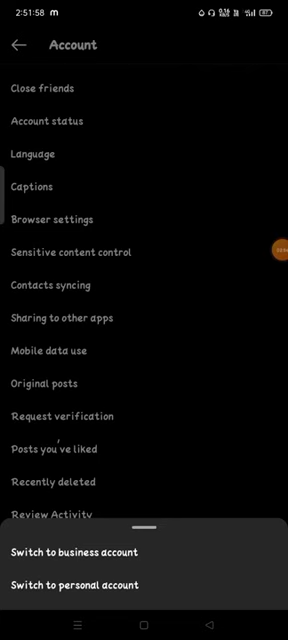 2:51:58 m
87
Account
Close friends
Account status
Language
Captions
Browser settings
Sensitive content control
Contacts syncing
Sharing to other apps
Mobile data use
Original posts
Request verification
Posts you've liked
Recently deleted
Review Activity
Switch to business account
Switch to personal account